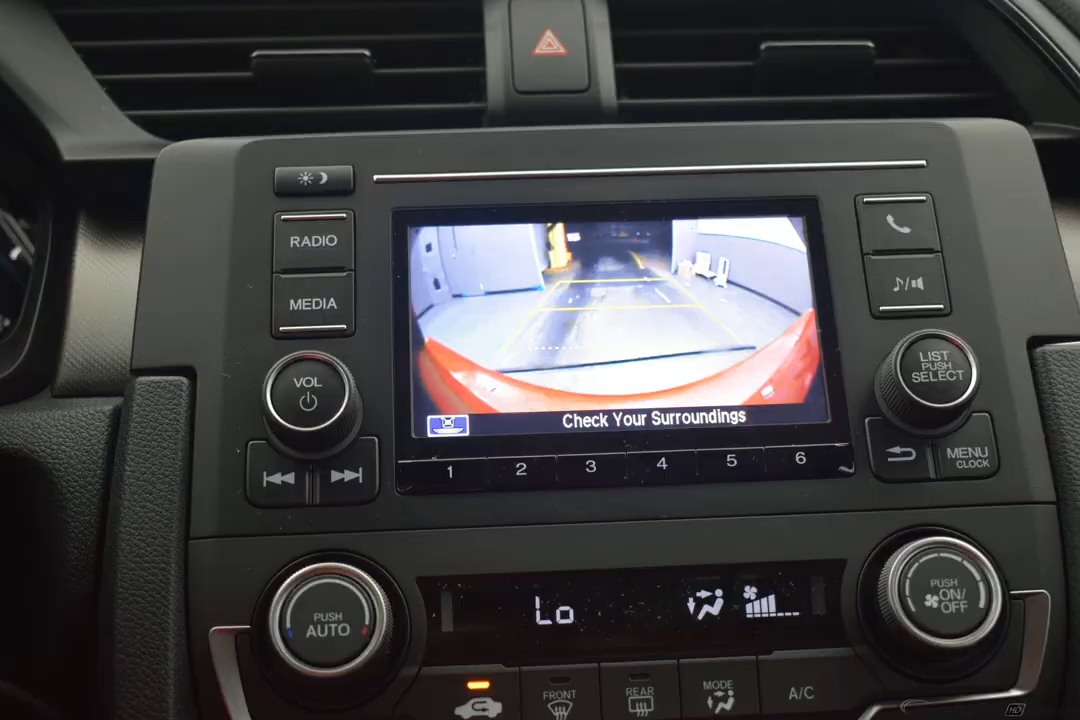 RADIO
MEDIA
VOL
LIST
PUSH
SELECT
Check Your Surroundings
1 2 3 4 5 6
MENU
CLOCK
PUSH
AUTO
Lo
PUSH
ON/
OFF
FRONT
REAR
MODE
A/C
HD